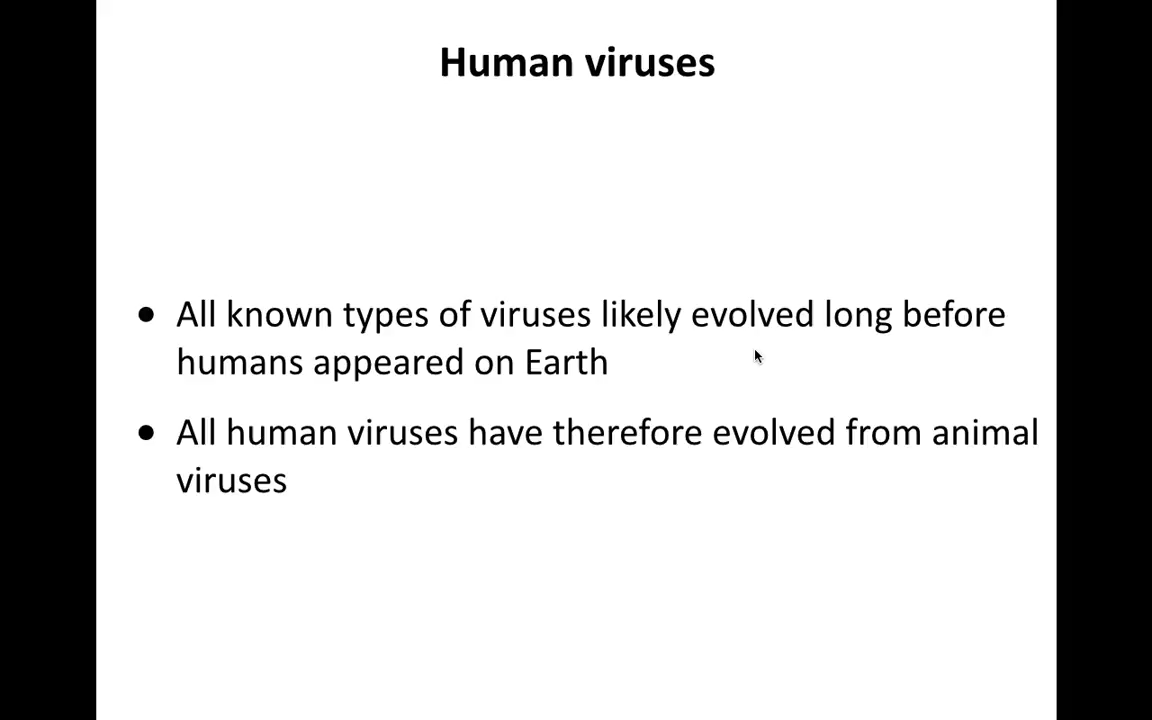 Human viruses
• All known types of viruses likely evolved long before
humans appeared on Earth
• All human viruses have therefore evolved from animal
viruses